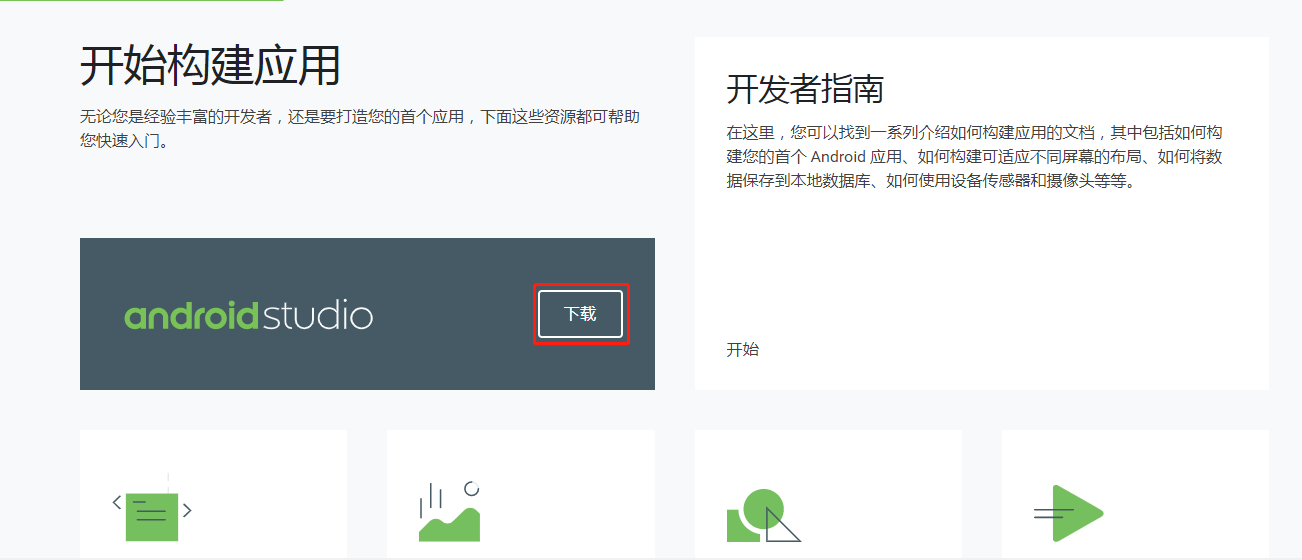 开始构建应用
无论您是经验丰富的开发者，还是要打造您的首个应用，下面这些资源都可帮助
您快速入门。
androidstudio
下载
开发者指南
在这里，您可以找到一系列介绍如何构建应用的文档，其中包括如何构
建您的首个 Android 应用、如何构建可适应不同屏幕的布局、如何将数
据保存到本地数据库、如何使用设备传感器和摄像头等等。
开始